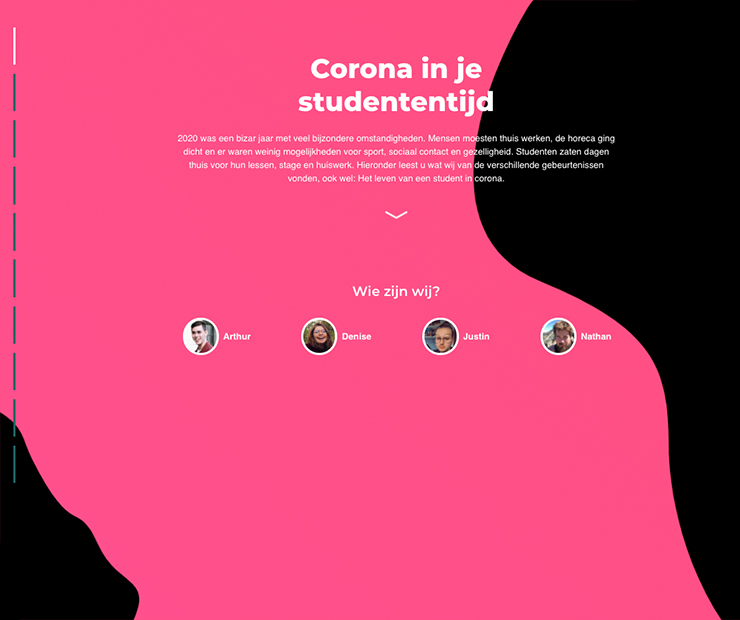 Corona in je
studententijd
2020 was een bizar jaar met veel bijzondere omstandigheden. Mensen moesten thuis werken, de horeca ging
dicht en er waren weinig mogelijkheden voor sport, sociaal contact en gezelligheid. Studenten zaten dagen
thuis voor hun lessen, stage en huiswerk. Hieronder leest u wat wij van de verschillende gebeurtenissen
vonden, ook wel: Het leven van een student in corona.
Wie zijn wij?
Arthur
Denise
Justin
Nathan